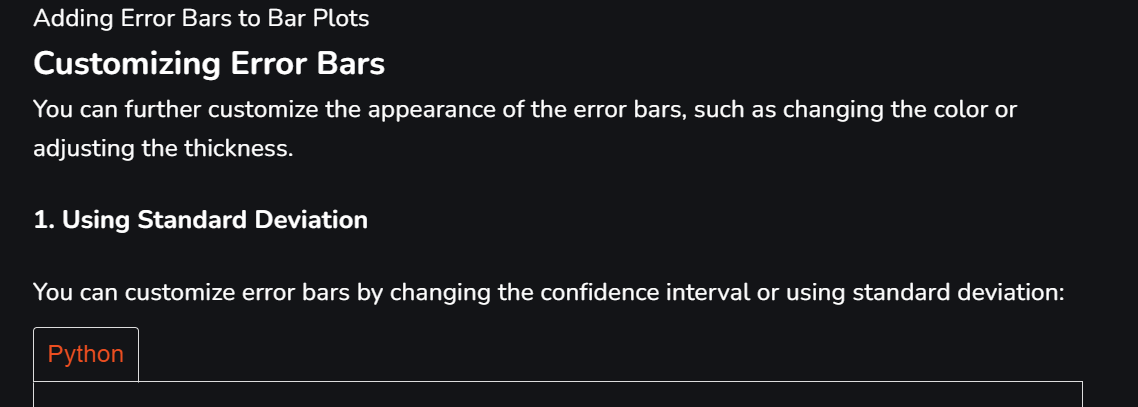 Adding Error Bars to Bar Plots
Customizing Error Bars
You can further customize the appearance of the error bars, such as changing the color or
adjusting the thickness.
1. Using Standard Deviation
You can customize error bars by changing the confidence interval or using standard deviation:
Python